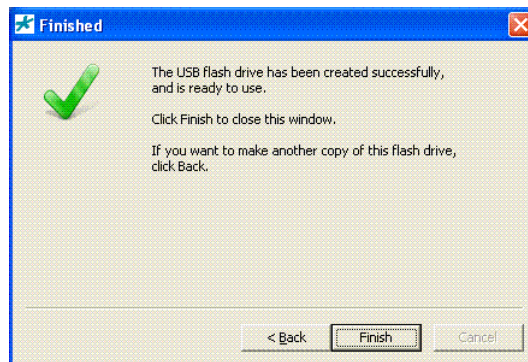 Finished
The USB flash drive has been created successfully,
and is ready to use.
Click Finish to close this window.
If you want to make another copy of this flash drive,
click Back.
< Back
Finish
Cancel